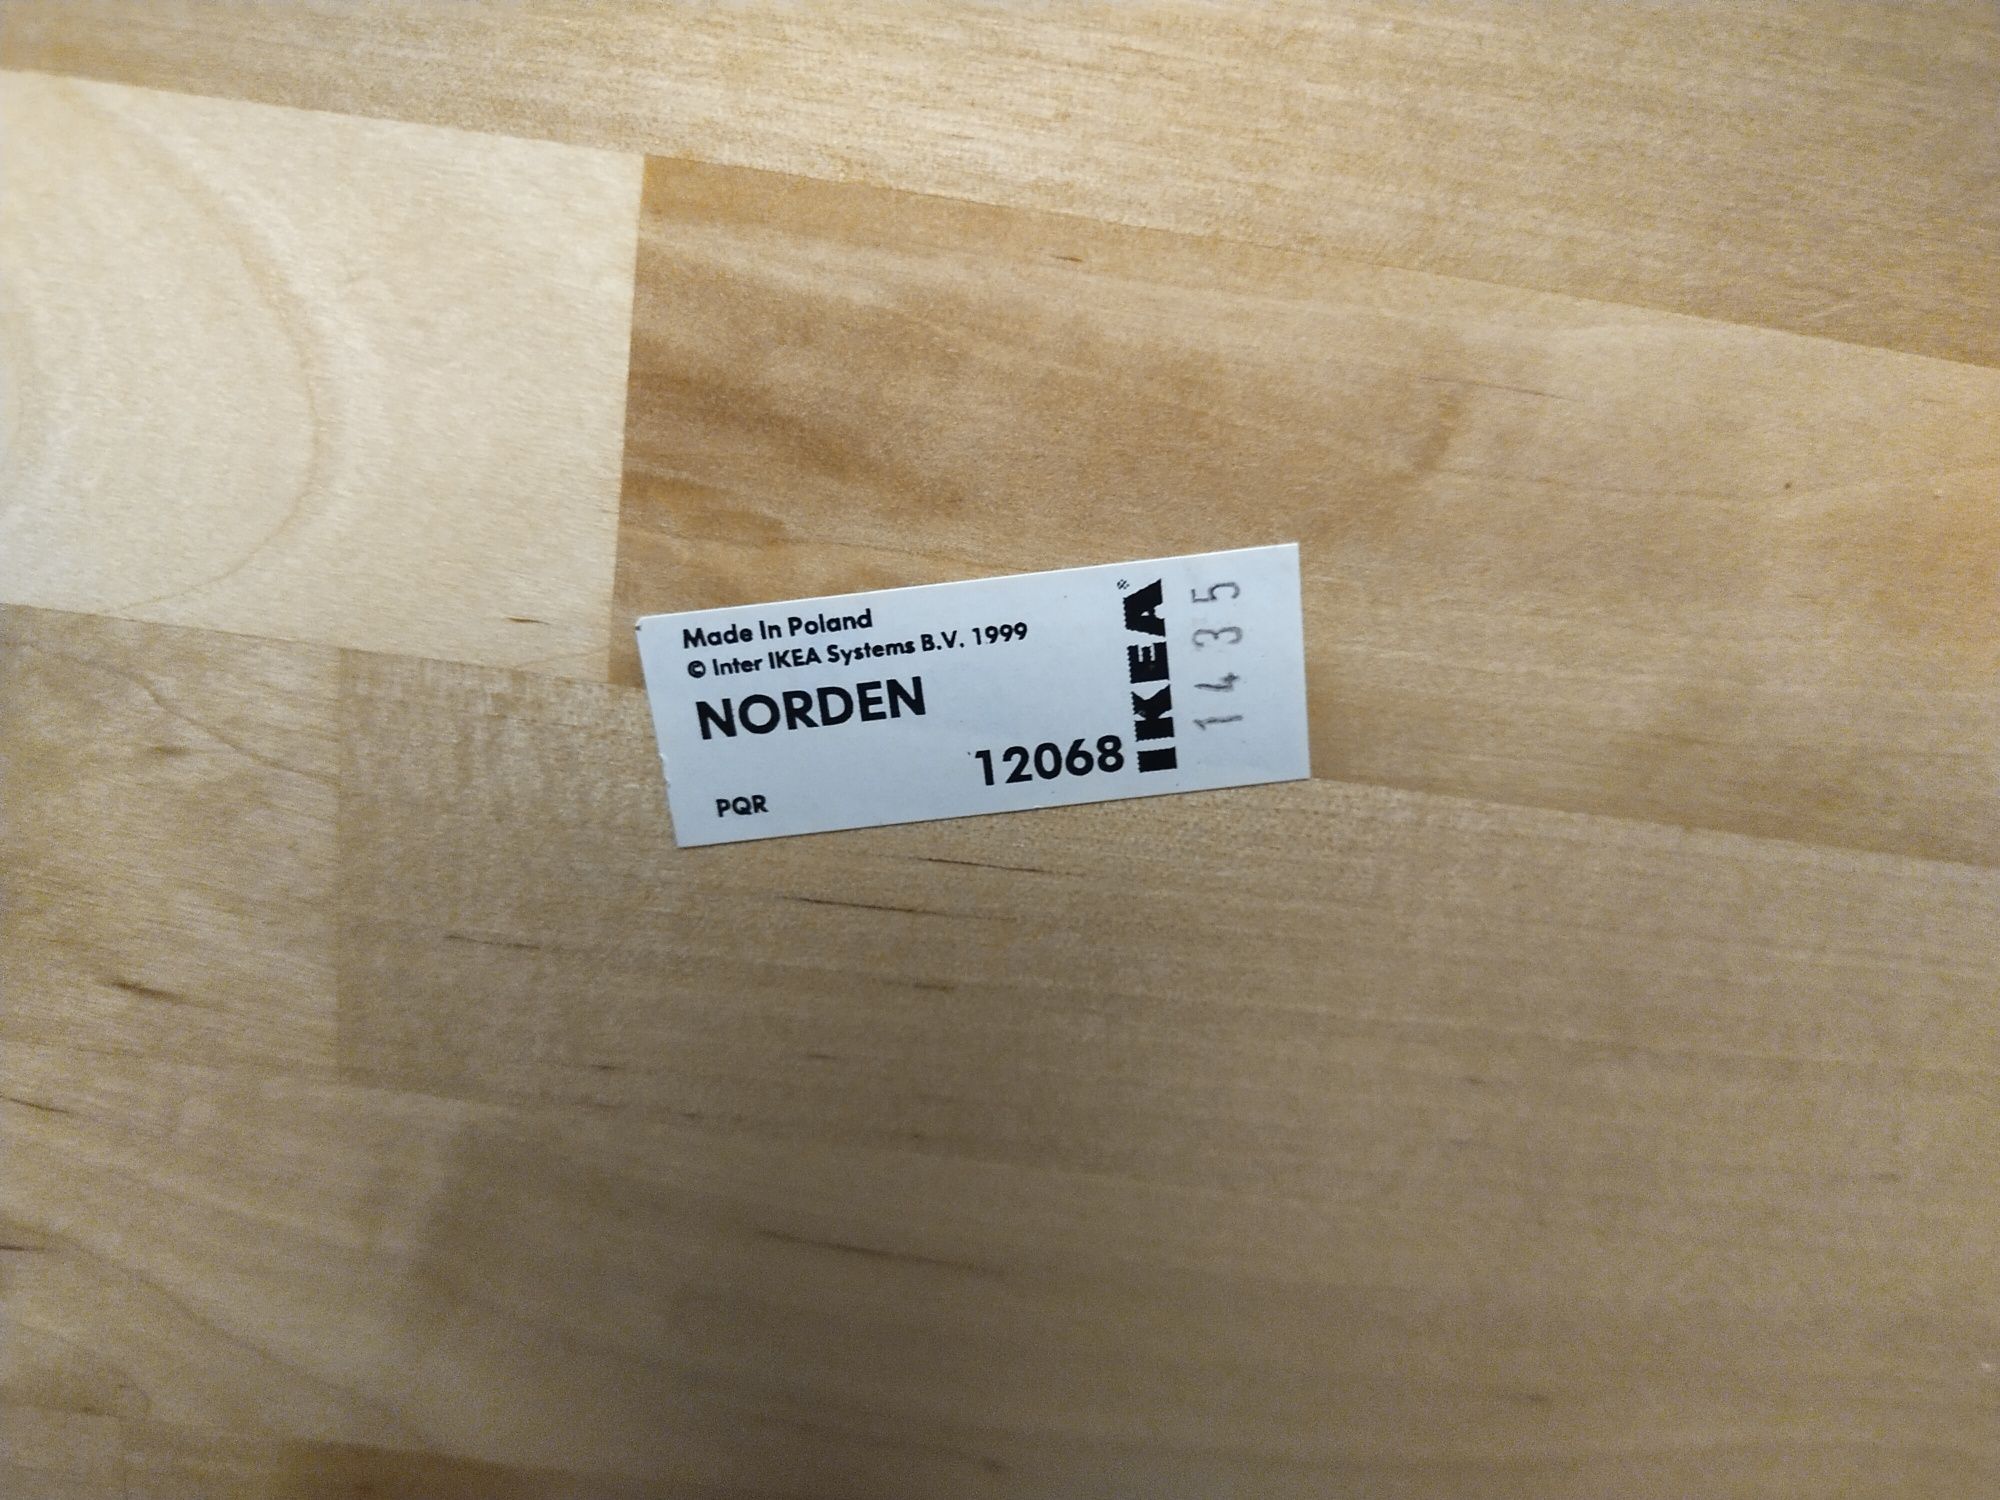 Made In Poland
© Inter IKEA Systems B.V. 1999
NORDEN
12068
PQR
IKEA®
1435